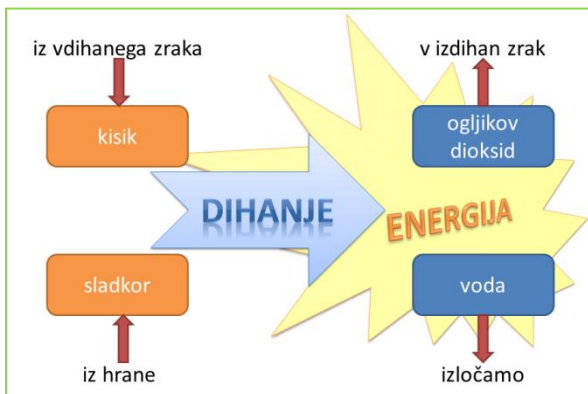 iz vdihanega zraka
v izdihan zrak
kisik
ogljikov
dioksid
DIHANJE
ENERGIJA
sladkor
voda
iz hrane
izločamo